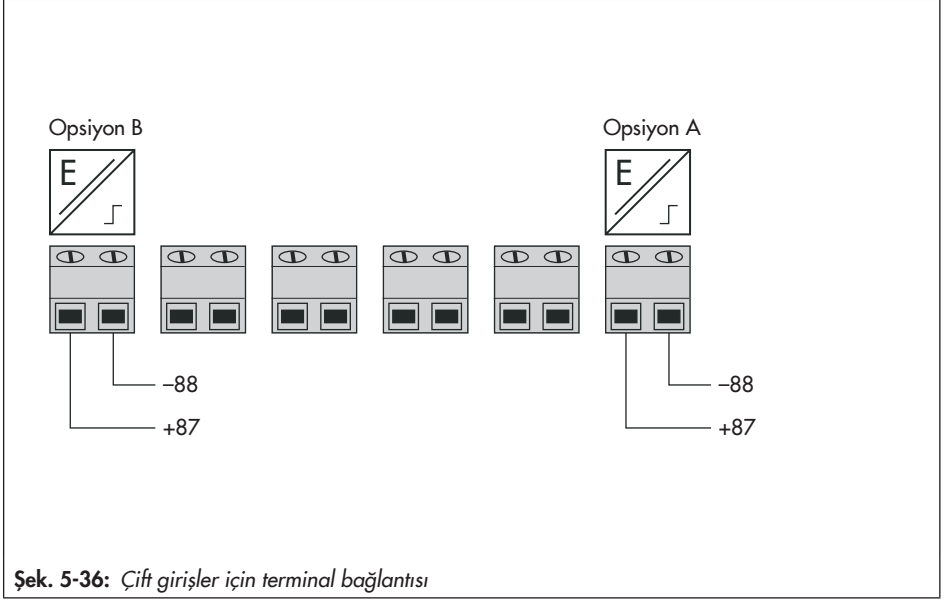 Opsiyon B
Opsiyon A
E
E
–88
+87
–88
+87
Şek. 5-36: Çift girişler için terminal bağlantısı